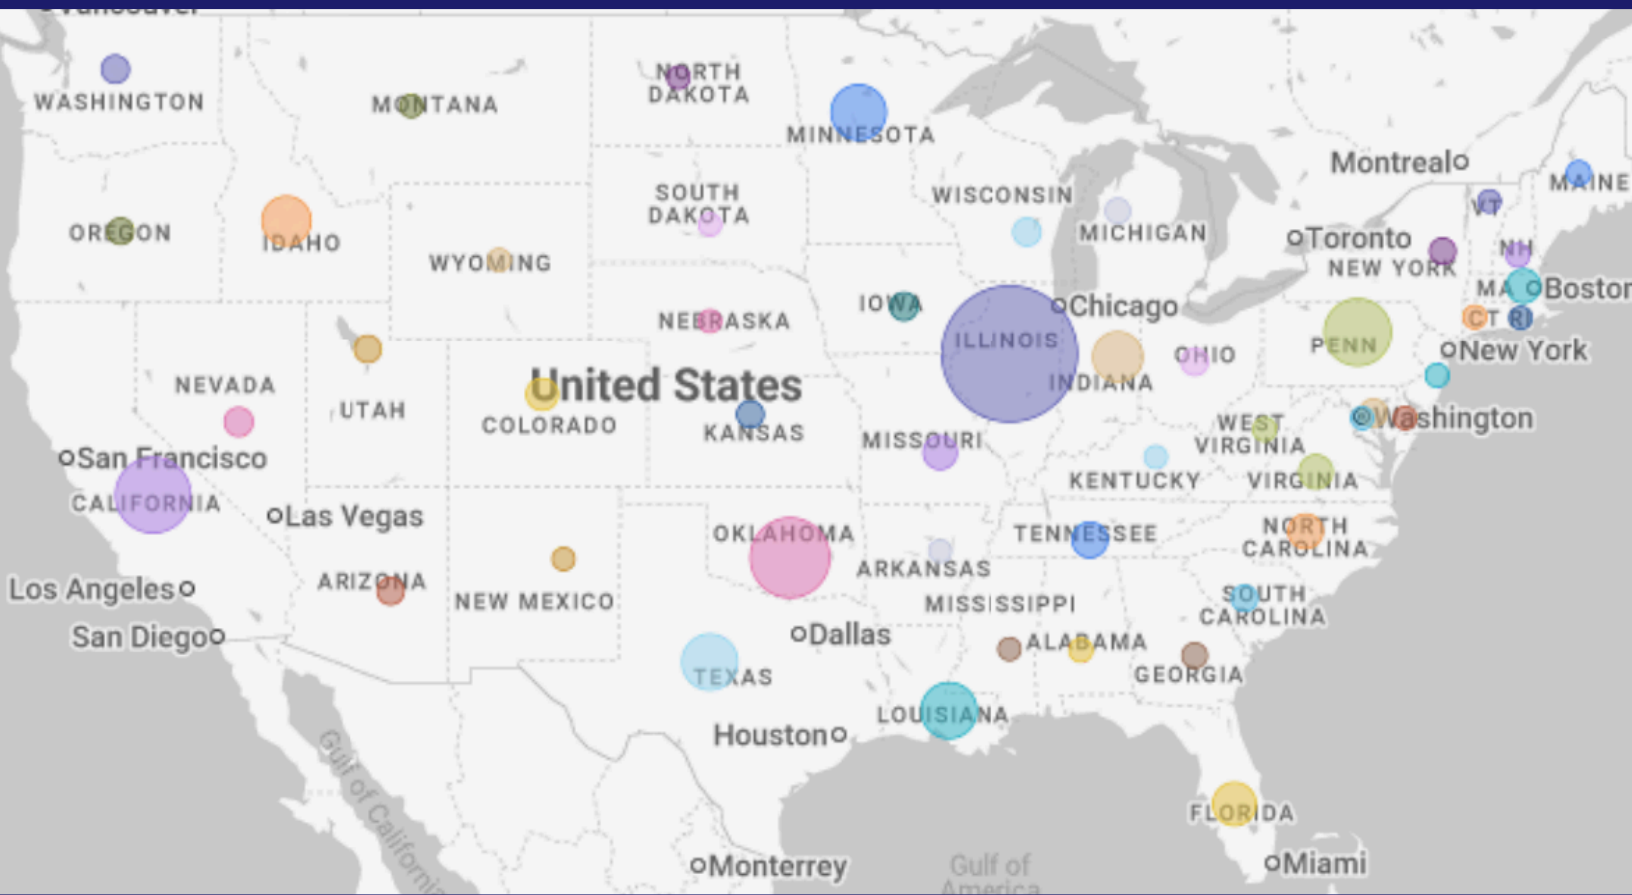 Vancouver
WASHINGTON
MONTANA
NORTH
DAKOTA
MINNESOTA
Montreal
MAINE
VT
OREGON
IDAHO
WYOMING
SOUTH
DAKOTA
WISCONSIN
MICHIGAN
Toronto
NEW YORK
NH
MA
Boston
CT
RI
NEBRASKA
IOWA
Chicago
ILLINOIS
INDIANA
OHIO
PENN
New York
NEVADA
UTAH
United States
COLORADO
KANSAS
MISSOURI
WEST
VIRGINIA
Washington
San Francisco
CALIFORNIA
KENTUCKY
VIRGINIA
Las Vegas
OKLAHOMA
TENNESSEE
NORTH
CAROLINA
Los Angeles
ARIZONA
NEW MEXICO
ARKANSAS
MISSISSIPPI
SOUTH
CAROLINA
San Diego
Dallas
ALABAMA
GEORGIA
TEXAS
Houston
LOUISIANA
Gulf of California
FLORIDA
Monterrey
Gulf of
America
Miami